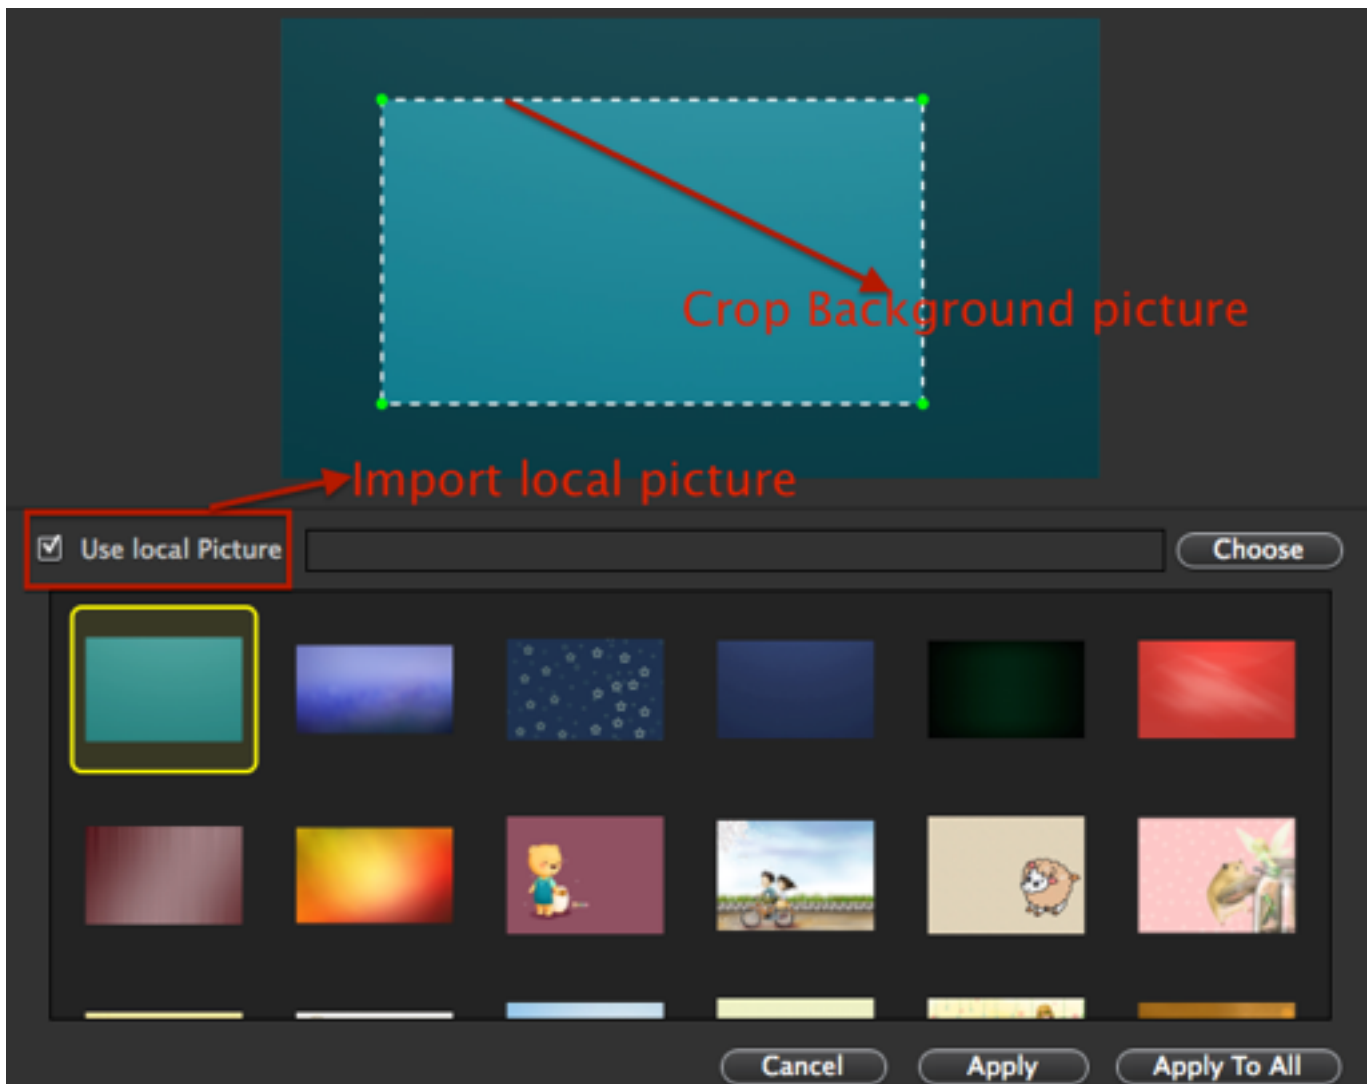 Crop Background picture
Import local picture
Use local Picture
Choose
Cancel
Apply
Apply To All